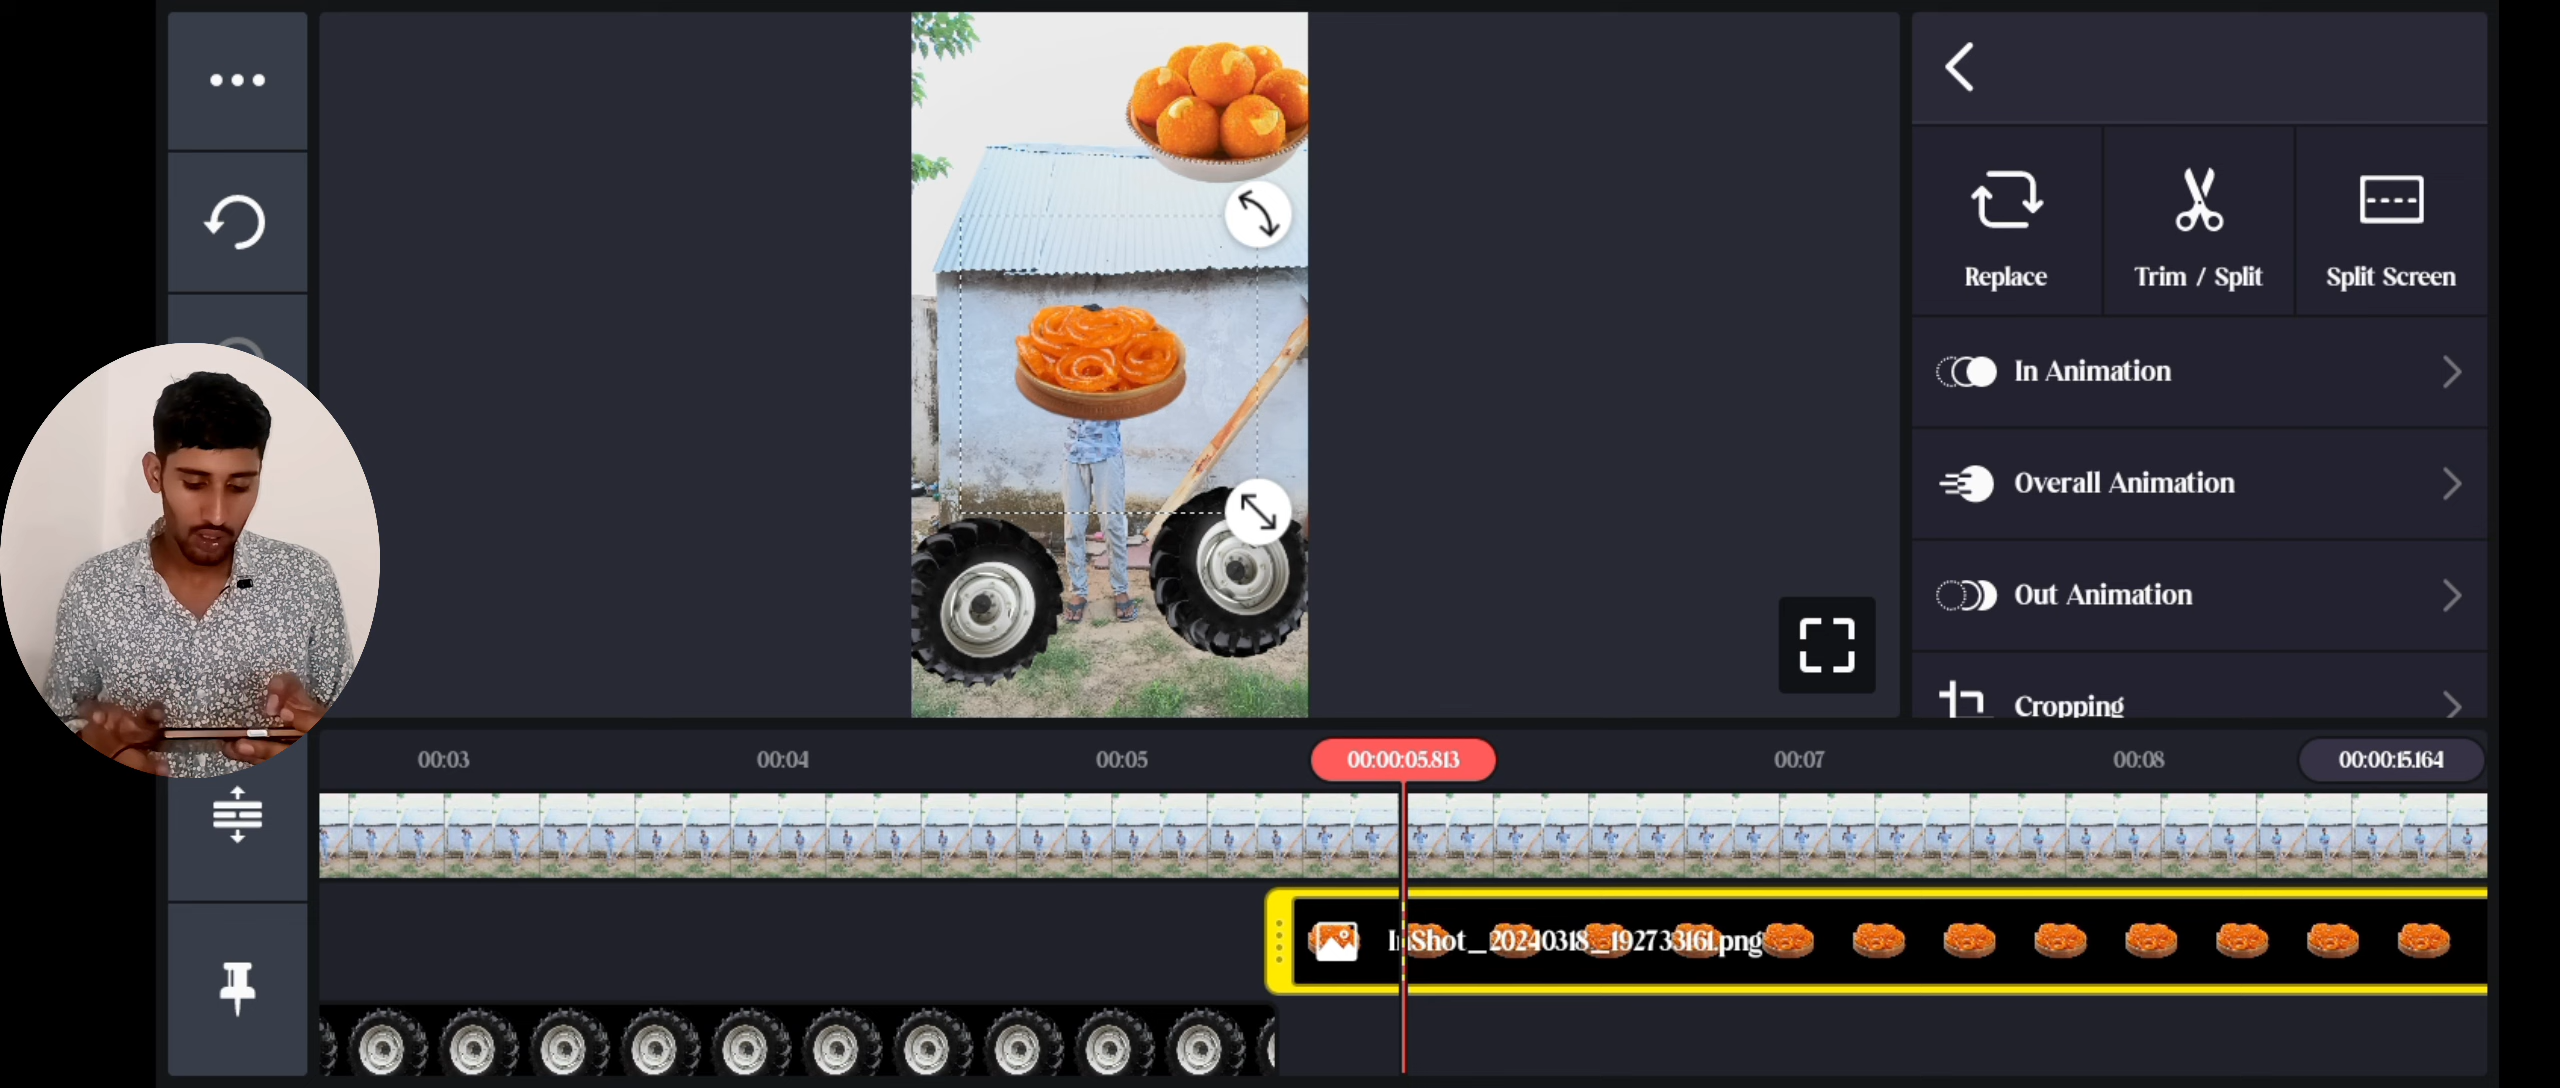 Replace
Trim / Split
Split Screen
In Animation
Overall Animation
Out Animation
Cropping
00:03
00:04
00:05
00:00:05.813
00:07
00:08
00:00:15.164
InShot_20240318_192733161.png